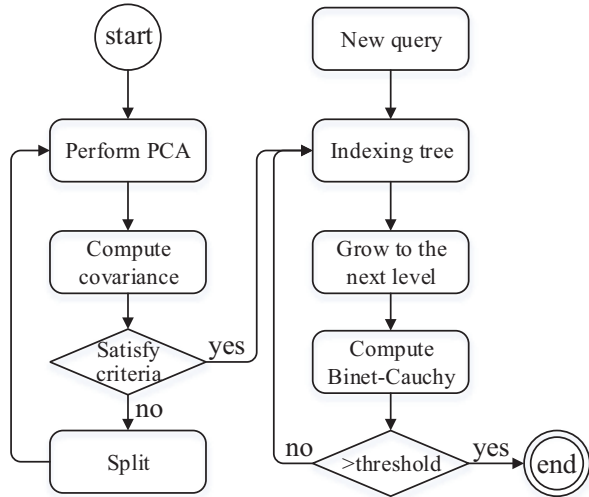 start
Perform PCA
Compute
covariance
Satisfy
criteria
yes
no
Split
New query
Indexing tree
Grow to the
next level
Compute
Binet-Cauchy
>threshold
no
yes
end